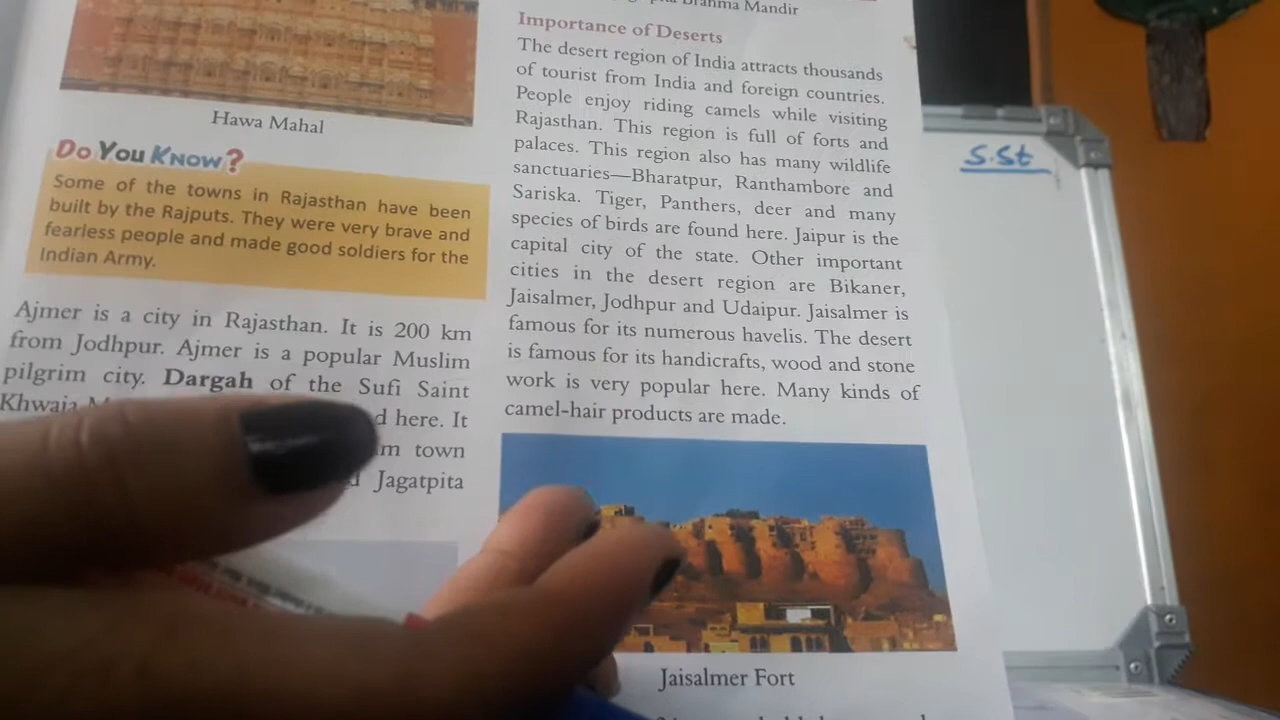 Hawa Mahal
Do You Know?
Some of the towns in Rajasthan have been
built by the Rajputs. They were very brave and
fearless people and made good soldiers for the
Indian Army.
Ajmer is a city in Rajasthan. It is 200 km
from Jodhpur. Ajmer is a popular Muslim
pilgrim city. Dargah of the Sufi Saint
Khwaja
here. It
town
Jagatpita
Brahma Mandir
Importance of Deserts
The desert region of India attracts thousands
of tourist from India and foreign countries.
People enjoy riding camels while visiting
Rajasthan. This region is full of forts and
palaces. This region also has many wildlife
sanctuaries—Bharatpur, Ranthambore and
Sariska. Tiger, Panthers, deer and many
species of birds are found here. Jaipur is the
capital city of the state. Other important
cities in the desert region are Bikaner,
Jaisalmer, Jodhpur and Udaipur. Jaisalmer is
famous for its numerous havelis. The desert
is famous for its handicrafts, wood and stone
work is very popular here. Many kinds of
camel-hair products are made.
Jaisalmer Fort
S.St